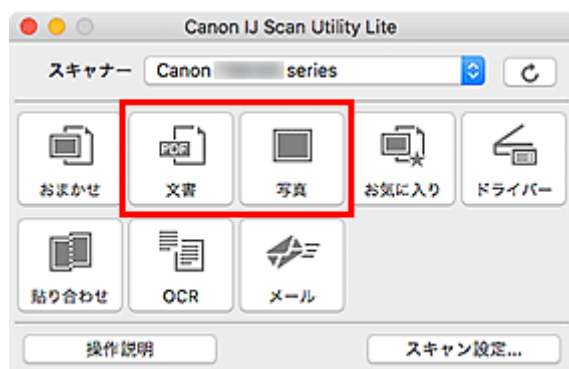 Canon IJ Scan Utility Lite
スキャナー Canon series
PDF
おまかせ 文書 写真 お気に入り ドライバー
貼り合わせ OCR メール
操作説明 スキャン設定...